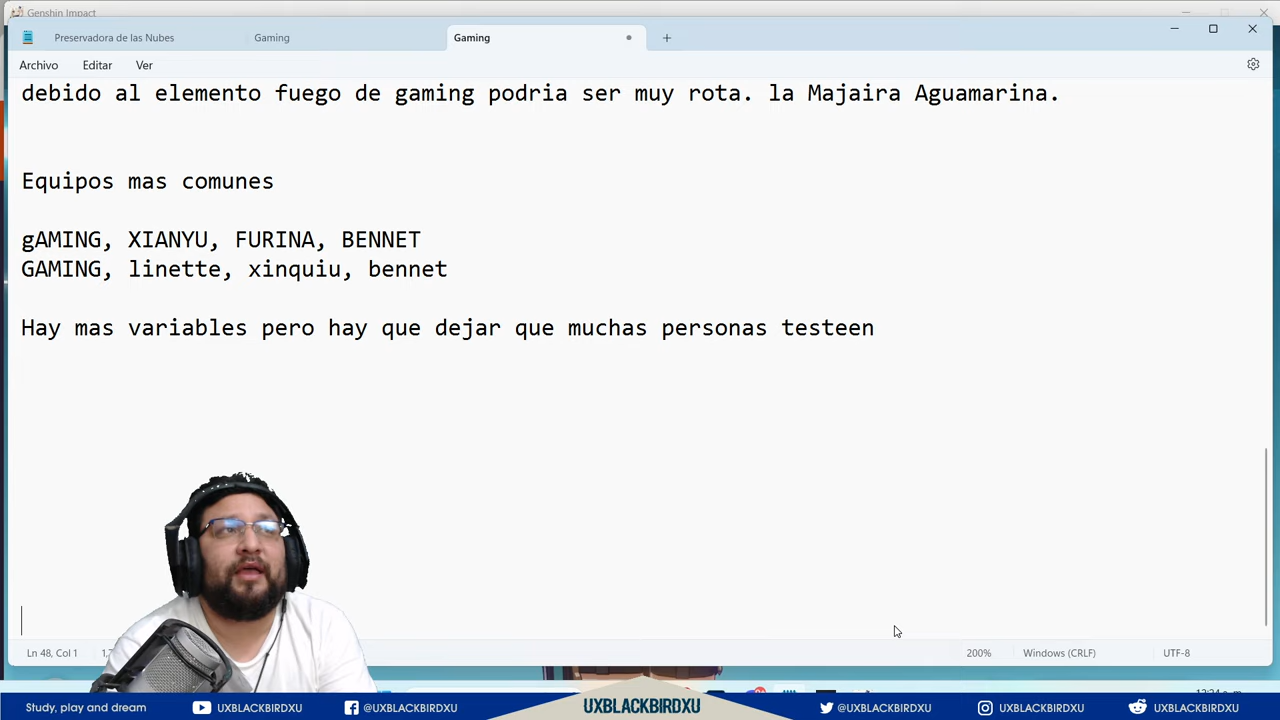 Genshin Impact
Preservadora de las Nubes
Gaming
Gaming
Archivo
Editar
Ver
debido al elemento fuego de gaming podria ser muy rota. la Majaira Aguamarina.
Equipos mas comunes
gAMING, XIANYU, FURINA, BENNET
GAMING, linette, xinquiu, bennet
Hay mas variables pero hay que dejar que muchas personas testeen
Ln 48, Col 1
200%
Windows (CRLF)
UTF-8
Study, play and dream
UXBLACKBIRDXU
@UXBLACKBIRDXU
UXBLACKBIRDXU
@UXBLACKBIRDXU
UXBLACKBIRDXU
UXBLACKBIRDXU